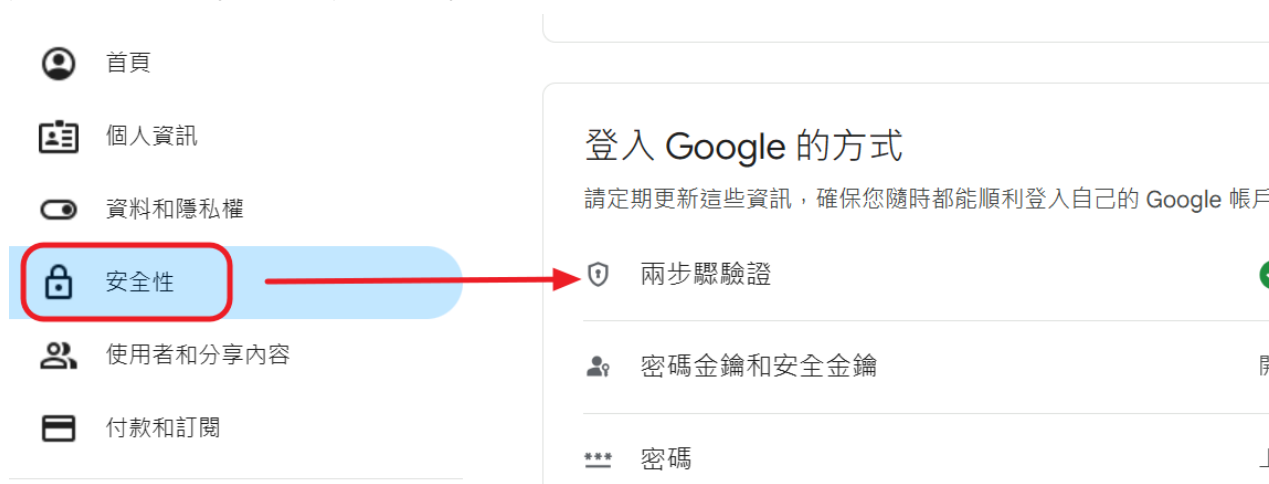 首頁
個人資訊
資料和隱私權
安全性
使用者和分享內容
付款和訂閱
登入 Google 的方式
請定期更新這些資訊，確保您隨時都能順利登入自己的 Google 帳戶
兩步驟驗證
密碼金鑰和安全金鑰
密碼